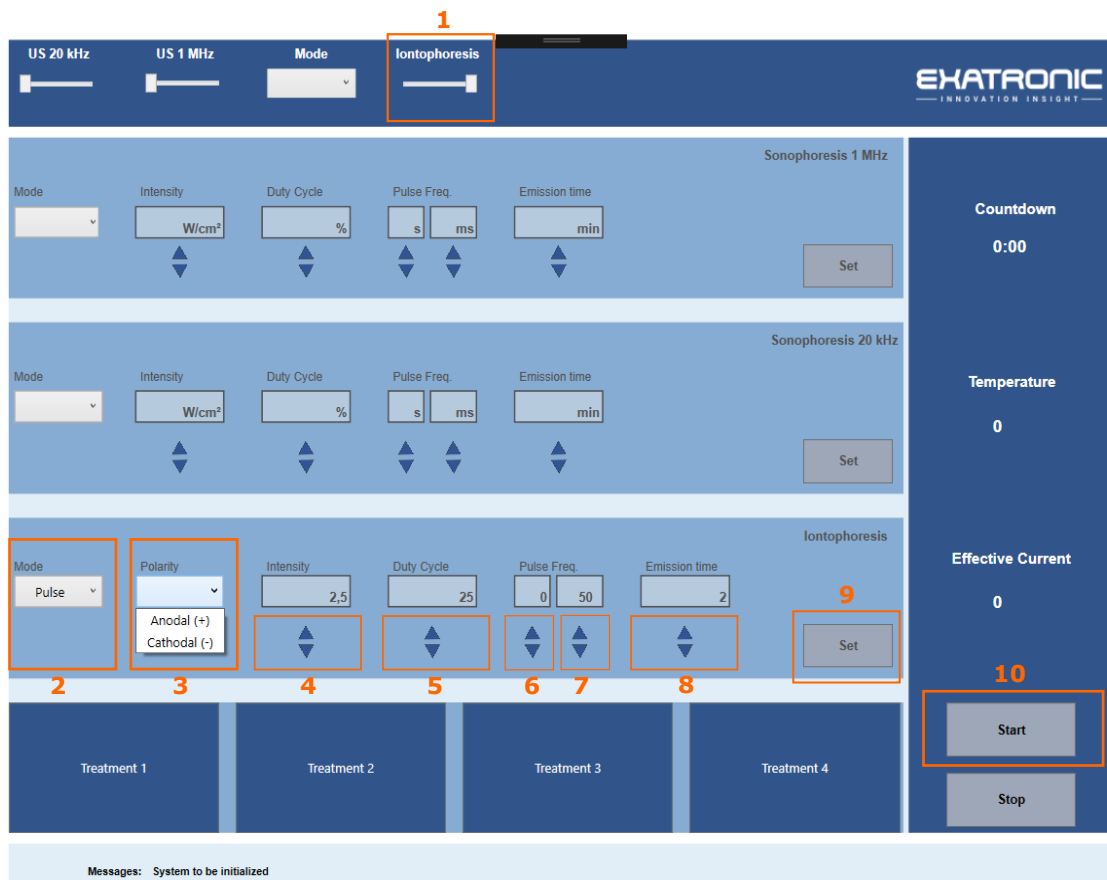 1
US 20 kHz US 1 MHz Mode Iontophoresis
EXATRONIC
INNOVATION INSIGHT
Sonophoresis 1 MHz
Mode Intensity Duty Cycle Pulse Freq. Emission time
W/cm² % s ms min
Set
Countdown
0:00
Sonophoresis 20 kHz
Mode Intensity Duty Cycle Pulse Freq. Emission time
W/cm² % s ms min
Set
Temperature
0
Iontophoresis
Mode Polarity Intensity Duty Cycle Pulse Freq. Emission time
Pulse 2,5 25 0 50 2
Anodal (+)
Cathodal (-)
9
Set
2 3 4 5 6 7 8
Effective Current
0
10
Start
Stop
Treatment 1 Treatment 2 Treatment 3 Treatment 4
Messages: System to be initialized